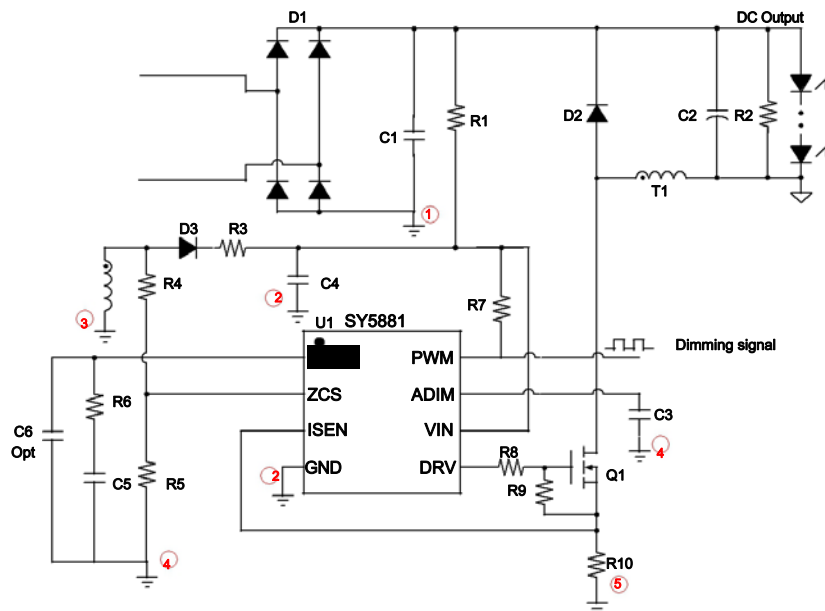 D1
DC Output
C1
R1
D2
C2
R2
T1
1
D3
R3
R4
2
C4
R7
3
U1 SY5881
PWM
Dimming signal
ZCS
ADIM
R6
C6
Opt
ISEN
VIN
C3
4
R8
C5
R5
2
GND
DRV
R9
Q1
4
R10
5